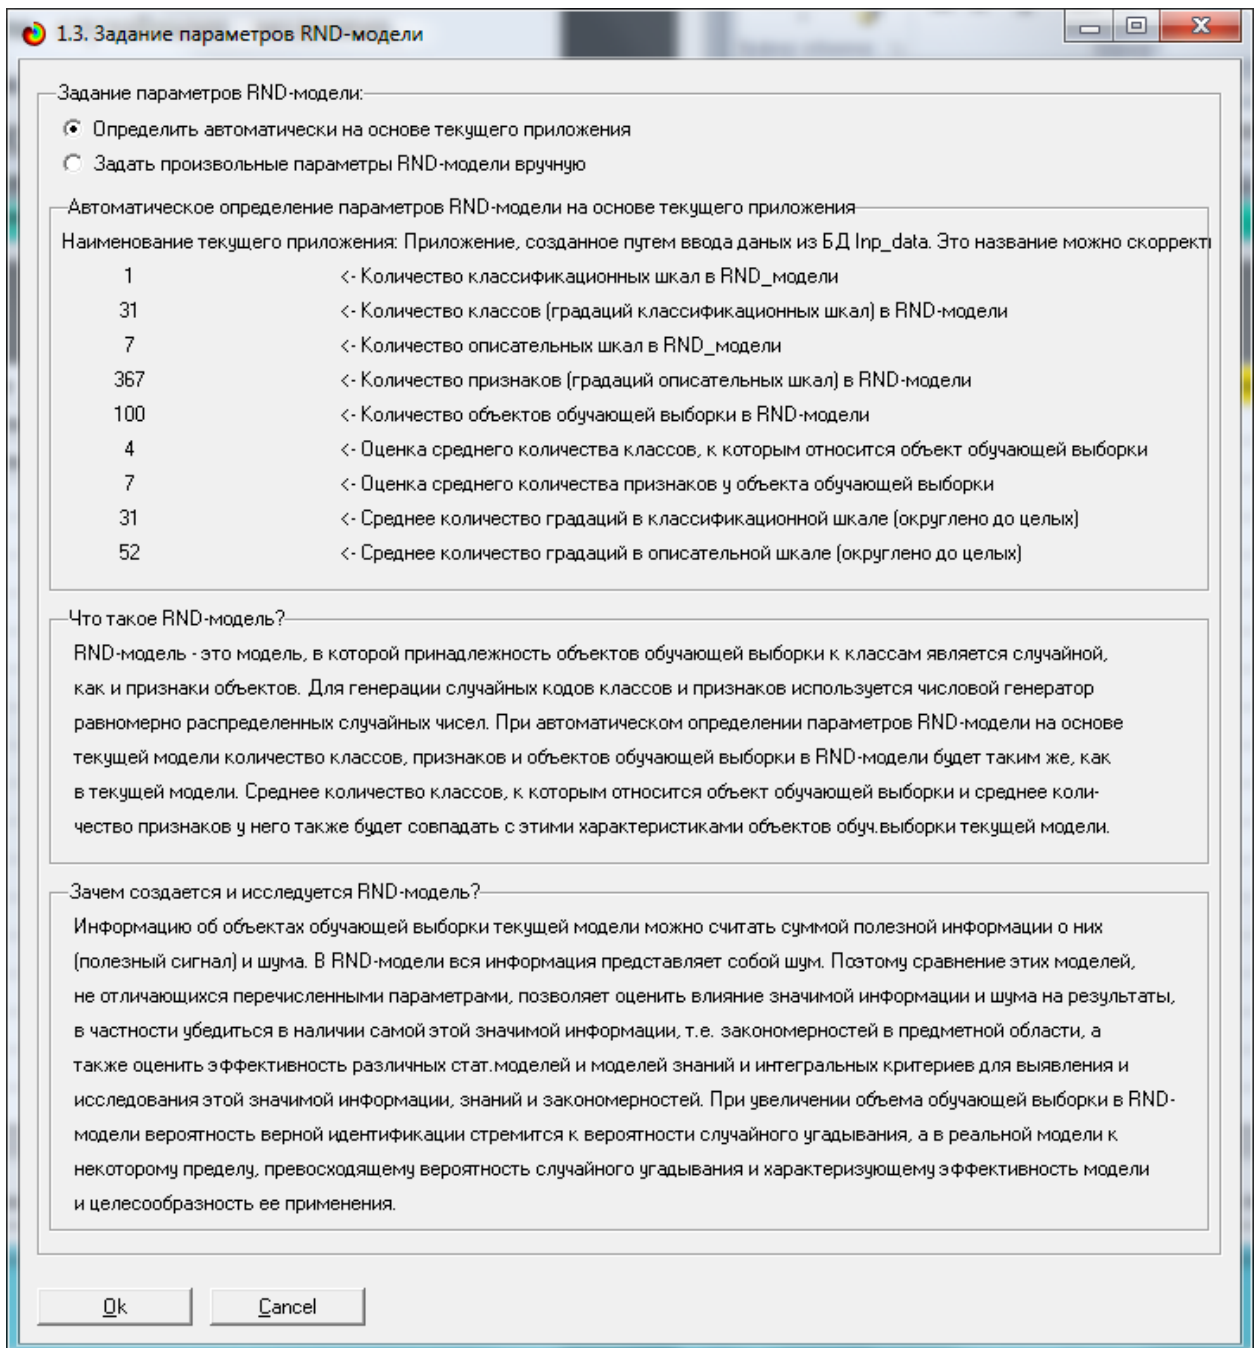 1.3. Задание параметров RND-модели
Задание параметров RND-модели:
Определить автоматически на основе текущего приложения
Задать произвольные параметры RND-модели вручную
Автоматическое определение параметров RND-модели на основе текущего приложения
Наименование текущего приложения: Приложение, созданное путем ввода даных из БД Inp_data. Это название можно скоррект
1 <- Количество классификационных шкал в RND_модели
31 <- Количество классов (градаций классификационных шкал) в RND-модели
7 <- Количество описательных шкал в RND_модели
367 <- Количество признаков (градаций описательных шкал) в RND-модели
100 <- Количество объектов обучающей выборки в RND-модели
4 <- Оценка среднего количества классов, к которым относится объект обучающей выборки
7 <- Оценка среднего количества признаков у объекта обучающей выборки
31 <- Среднее количество градаций в классификационной шкале (округлено до целых)
52 <- Среднее количество градаций в описательной шкале (округлено до целых)
Что такое RND-модель?
RND-модель - это модель, в которой принадлежность объектов обучающей выборки к классам является случайной,
как и признаки объектов. Для генерации случайных кодов классов и признаков используется числовой генератор
равномерно распределенных случайных чисел. При автоматическом определении параметров RND-модели на основе
текущей модели количество классов, признаков и объектов обучающей выборки в RND-модели будет таким же, как
в текущей модели. Среднее количество классов, к которым относится объект обучающей выборки и среднее коли-
чество признаков у него также будет совпадать с этими характеристиками объектов обуч.выборки текущей модели.
Зачем создается и исследуется RND-модель?
Информацию об объектах обучающей выборки текущей модели можно считать суммой полезной информации о них
(полезный сигнал) и шума. В RND-модели вся информация представляет собой шум. Поэтому сравнение этих моделей,
не отличающихся перечисленными параметрами, позволяет оценить влияние значимой информации и шума на результаты,
в частности убедиться в наличии самой этой значимой информации, т.е. закономерностей в предметной области, а
также оценить эффективность различных стат.моделей и моделей знаний и интегральных критериев для выявления и
исследования этой значимой информации, знаний и закономерностей. При увеличении объема обучающей выборки в RND-
модели вероятность верной идентификации стремится к вероятности случайного угадывания, а в реальной модели к
некоторому пределу, превосходящему вероятность случайного угадывания и характеризующему эффективность модели
и целесообразность ее применения.
Ok Cancel